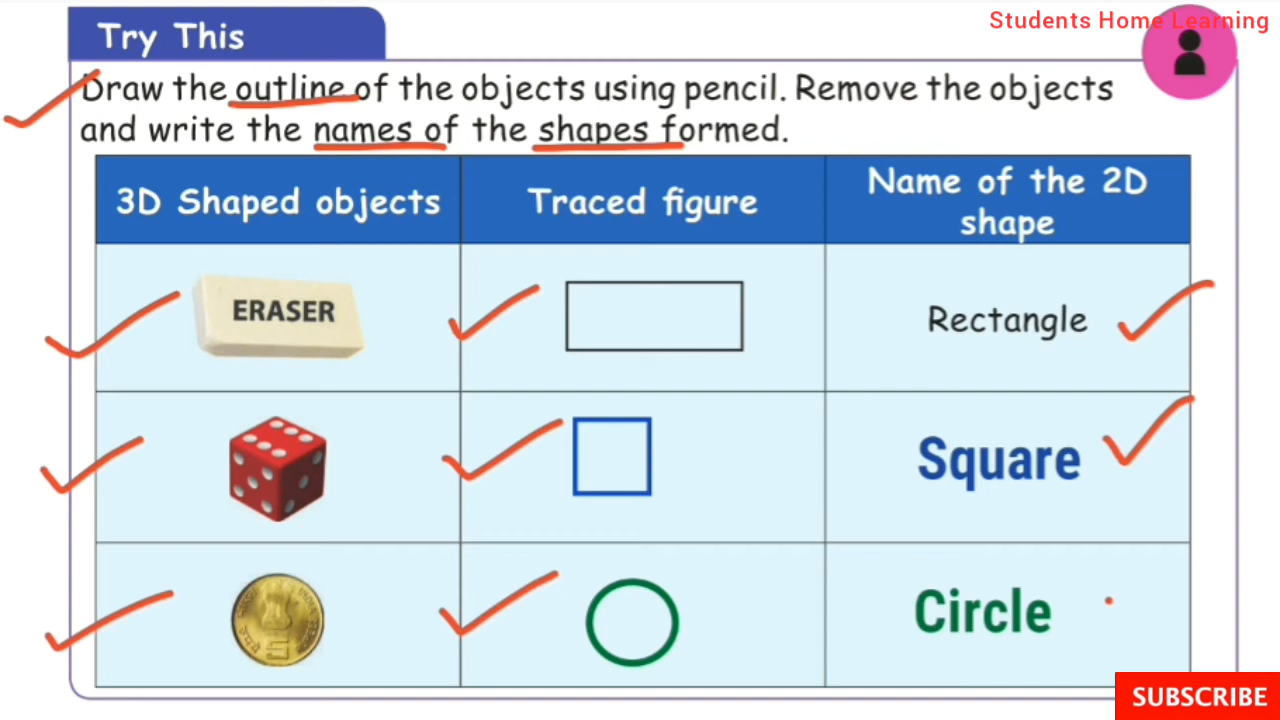 Students Home Learning
Try This
Draw the outline of the objects using pencil. Remove the objects
and write the names of the shapes formed.
3D Shaped objects
Traced figure
Name of the 2D
shape
ERASER
Rectangle
Square
Circle
SUBSCRIBE